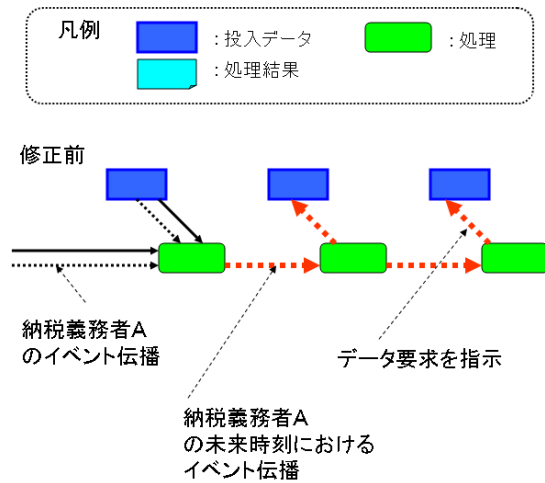 凡例
：投入データ
：処理
：処理結果
修正前
納税義務者A
のイベント伝播
データ要求を指示
納税義務者A
の未来時刻における
イベント伝播